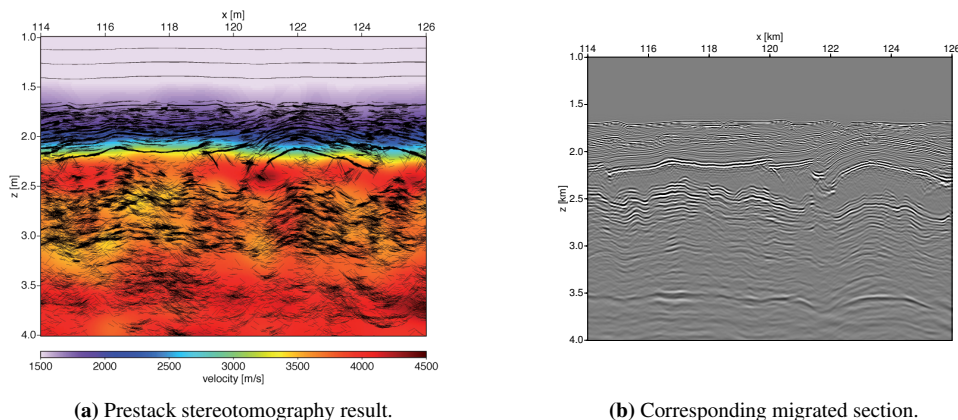 x [m]
114 116 118 120 122 124 126
1.0
1.5
2.0
2.5
z [m]
3.0
3.5
4.0
1500 2000 2500 3000 3500 4000 4500
velocity [m/s]
(a) Prestack stereotomography result.
x [km]
114 116 118 120 122 124 126
1.0
1.5
2.0
2.5
z [km]
3.0
3.5
4.0
(b) Corresponding migrated section.